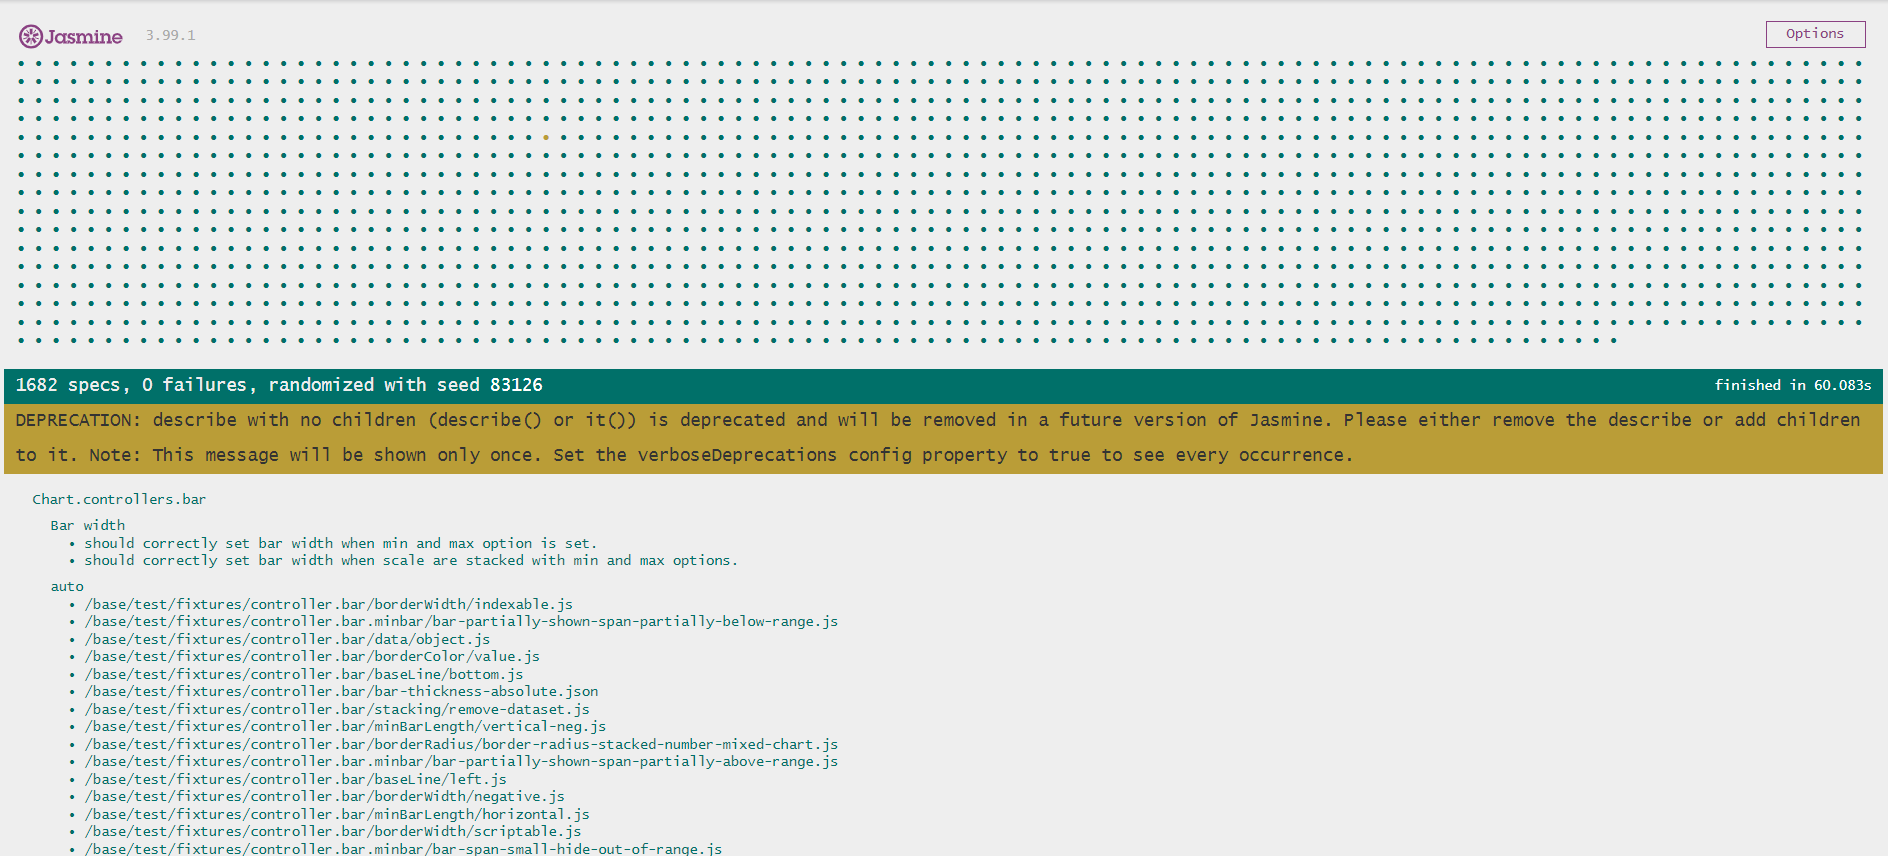 Jasmine 3.99.1 Options
1682 specs, 0 failures, randomized with seed 83126 finished in 60.083s
DEPRECATION: describe with no children (describe() or it()) is deprecated and will be removed in a future version of Jasmine. Please either remove the describe or add children
to it. Note: This message will be shown only once. Set the verboseDeprecations config property to true to see every occurrence.
Chart.controllers.bar
Bar width
• should correctly set bar width when min and max option is set.
• should correctly set bar width when scale are stacked with min and max options.
auto
• /base/test/fixtures/controller.bar/borderWidth/indexable.js
• /base/test/fixtures/controller.bar.minbar/bar-partially-shown-span-partially-below-range.js
• /base/test/fixtures/controller.bar/data/object.js
• /base/test/fixtures/controller.bar/borderColor/value.js
• /base/test/fixtures/controller.bar/baseLine/bottom.js
• /base/test/fixtures/controller.bar/bar-thickness-absolute.json
• /base/test/fixtures/controller.bar/stacking/remove-dataset.js
• /base/test/fixtures/controller.bar/minBarLength/vertical-neg.js
• /base/test/fixtures/controller.bar/borderRadius/border-radius-stacked-number-mixed-chart.js
• /base/test/fixtures/controller.bar.minbar/bar-partially-shown-span-partially-above-range.js
• /base/test/fixtures/controller.bar/baseLine/left.js
• /base/test/fixtures/controller.bar/borderWidth/negative.js
• /base/test/fixtures/controller.bar/minBarLength/horizontal.js
• /base/test/fixtures/controller.bar/borderWidth/scriptable.js
• /base/test/fixtures/controller.bar.minbar/bar-span-small-hide-out-of-range.js